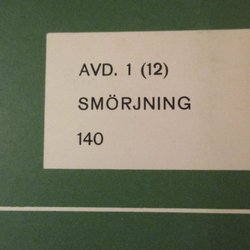 AVD. 1 (12)
SMÖRJNING
140